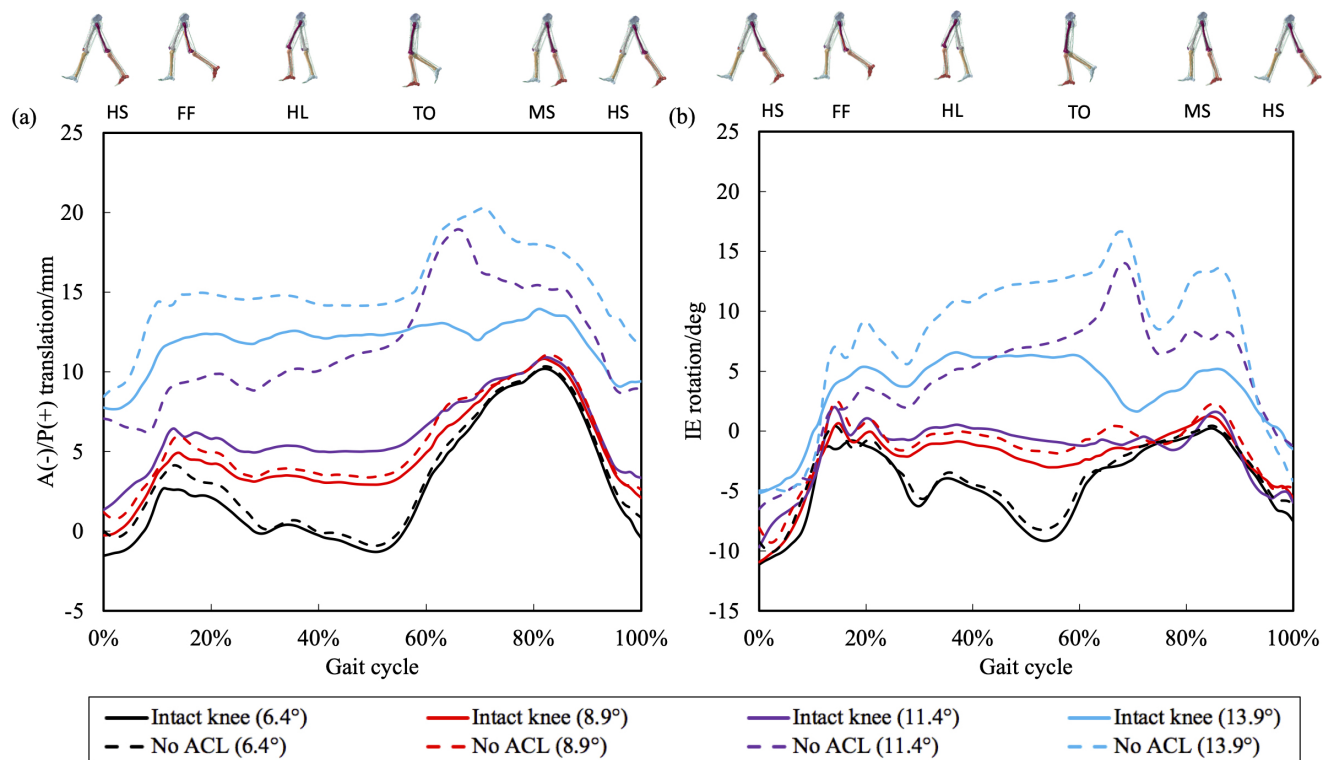 HS FF HL TO MS HS HS FF HL TO MS HS
(a) (b)
A(-)/P(+) translation/mm
25
20
15
10
5
0
-5
0% 20% 40% 60% 80% 100%
Gait cycle
IE rotation/deg
25
20
15
10
5
0
-5
-10
-15
0% 20% 40% 60% 80% 100%
Gait cycle
Intact knee (6.4°) Intact knee (8.9°) Intact knee (11.4°) Intact knee (13.9°)
No ACL (6.4°) No ACL (8.9°) No ACL (11.4°) No ACL (13.9°)